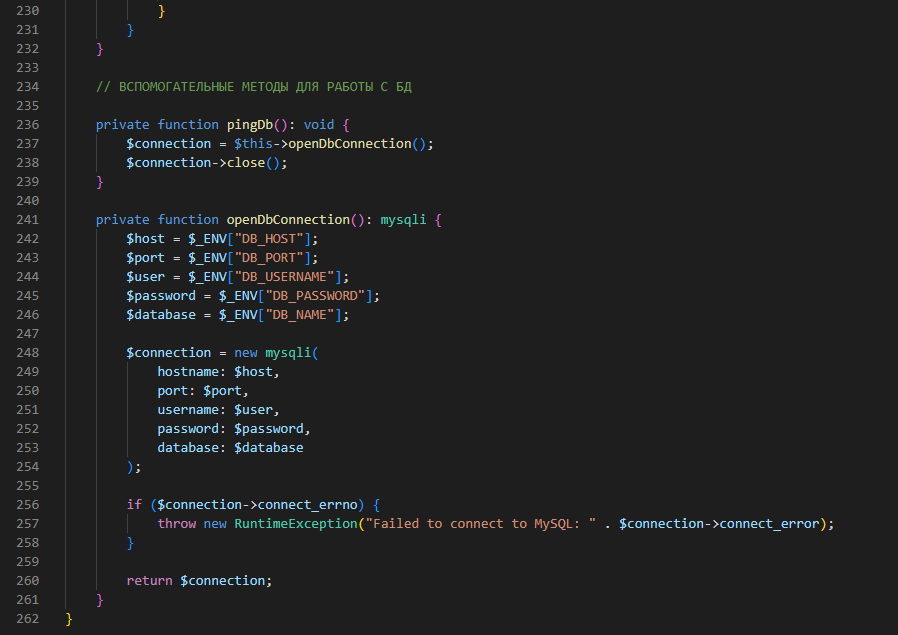 230 }
231 }
232 }
233
234 // ВСПОМОГАТЕЛЬНЫЕ МЕТОДЫ ДЛЯ РАБОТЫ С БД
235
236 private function pingDb(): void {
237 $connection = $this->openDbConnection();
238 $connection->close();
239 }
240
241 private function openDbConnection(): mysqli {
242 $host = $_ENV["DB_HOST"];
243 $port = $_ENV["DB_PORT"];
244 $user = $_ENV["DB_USERNAME"];
245 $password = $_ENV["DB_PASSWORD"];
246 $database = $_ENV["DB_NAME"];
247
248 $connection = new mysqli(
249 hostname: $host,
250 port: $port,
251 username: $user,
252 password: $password,
253 database: $database
254 );
255
256 if ($connection->connect_errno) {
257 throw new RuntimeException("Failed to connect to MySQL: " . $connection->connect_error);
258 }
259
260 return $connection;
261 }
262 }